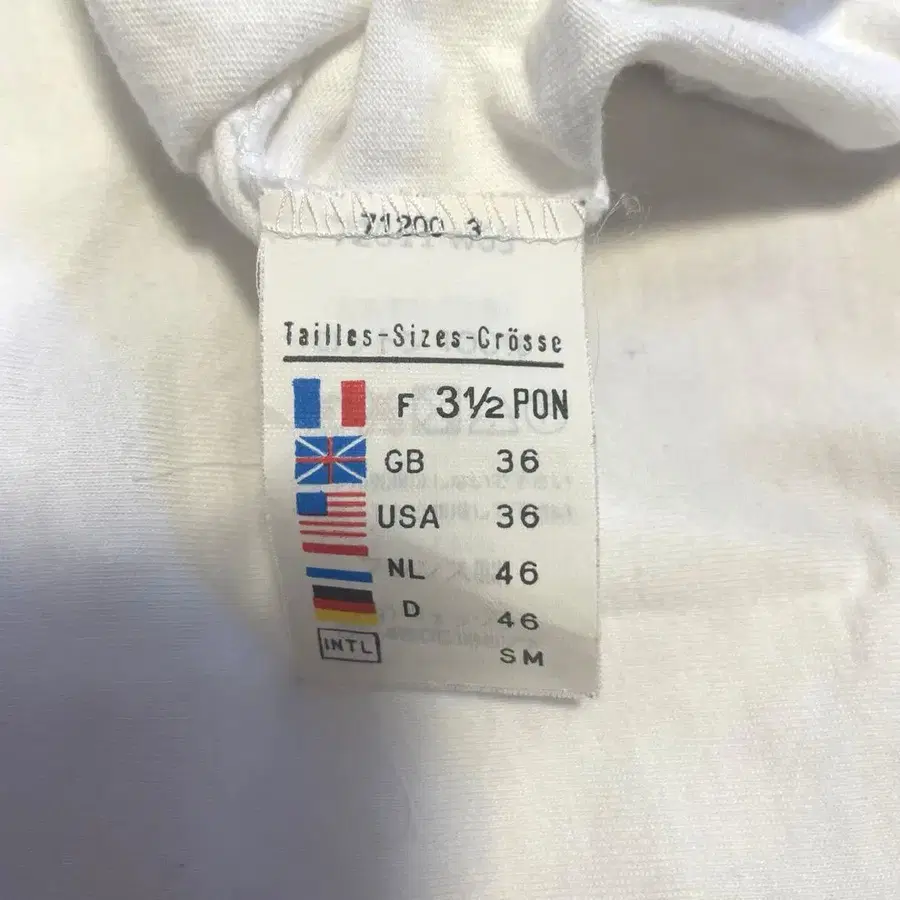 71200 3
Tailles-Sizes-Grösse
F 3½ PON
GB 36
USA 36
NL 46
D 46
INTL SM